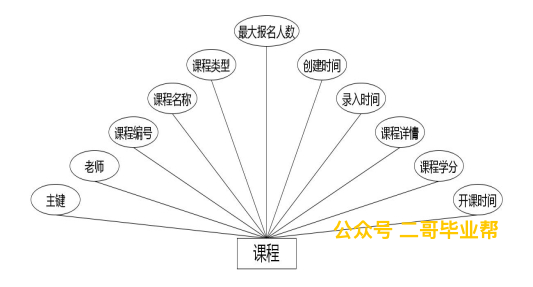 最大报名人数
课程类型
创建时间
课程名称
录入时间
课程编号
课程详情
老师
课程学分
主键
开课时间
公众号 二哥毕业帮
课程